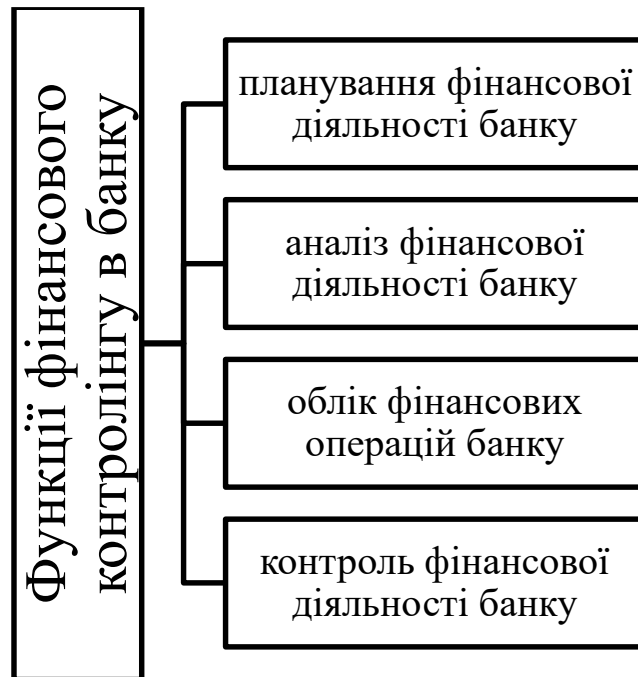 Функції фінансового
контролінгу в банку
планування фінансової
діяльності банку
аналіз фінансової
діяльності банку
облік фінансових
операцій банку
контроль фінансової
діяльності банку